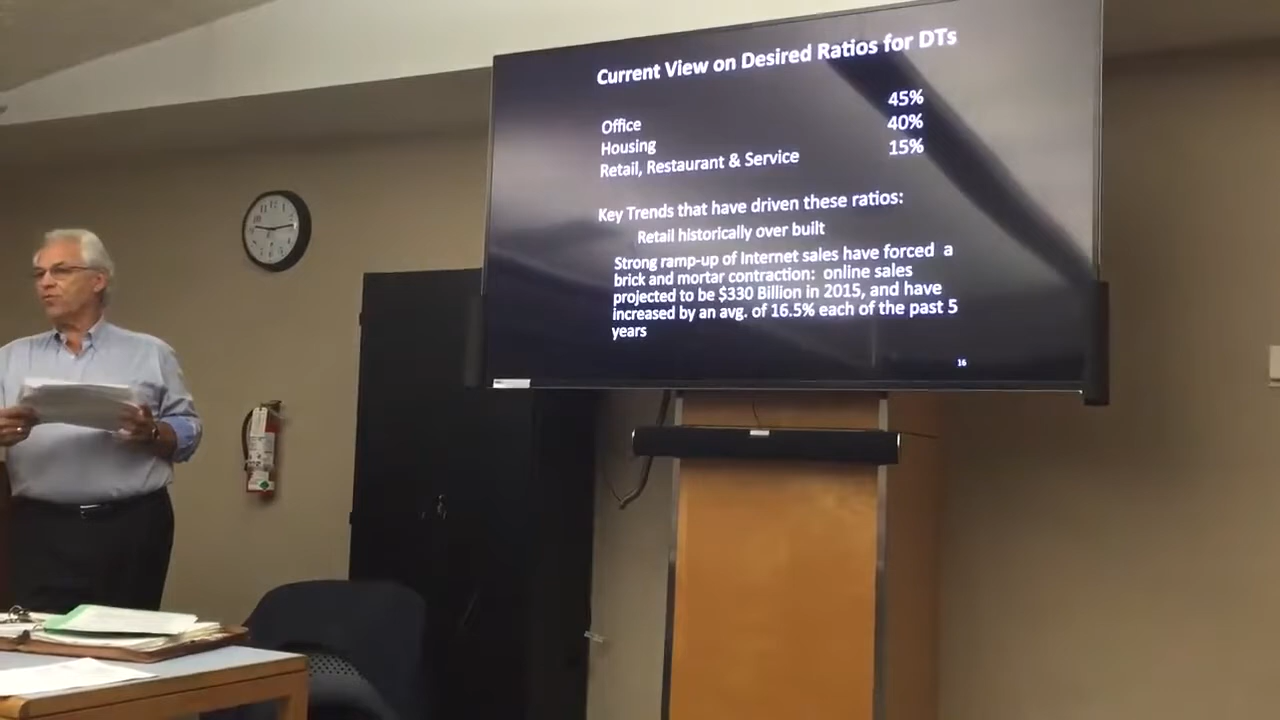 Current View on Desired Ratios for DTs
Office 45%
Housing 40%
Retail, Restaurant & Service 15%
Key Trends that have driven these ratios:
Retail historically over built
Strong ramp-up of Internet sales have forced a
brick and mortar contraction: online sales
projected to be $330 Billion in 2015, and have
increased by an avg. of 16.5% each of the past 5
years
16